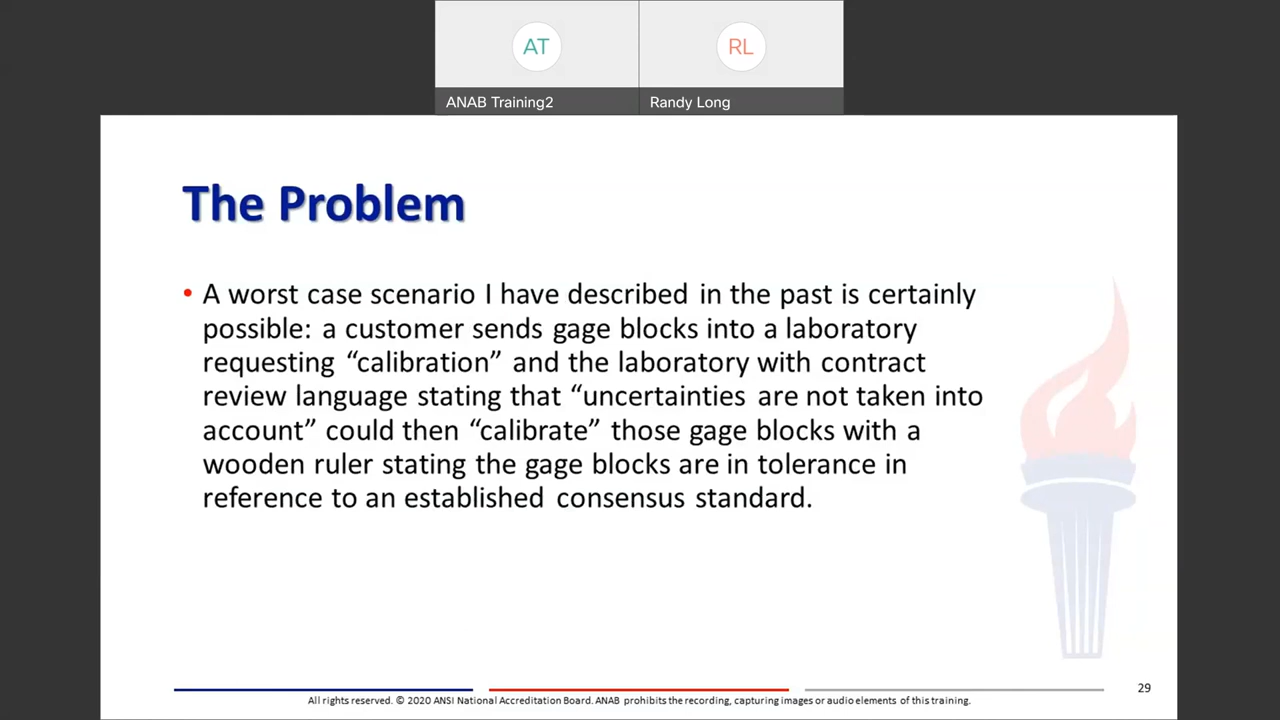 AT
RL
ANAB Training2
Randy Long
The Problem
• A worst case scenario I have described in the past is certainly
possible: a customer sends gage blocks into a laboratory
requesting “calibration” and the laboratory with contract
review language stating that “uncertainties are not taken into
account” could then “calibrate” those gage blocks with a
wooden ruler stating the gage blocks are in tolerance in
reference to an established consensus standard.
29
All rights reserved. © 2020 ANSI National Accreditation Board. ANAB prohibits the recording, capturing images or audio elements of this training.